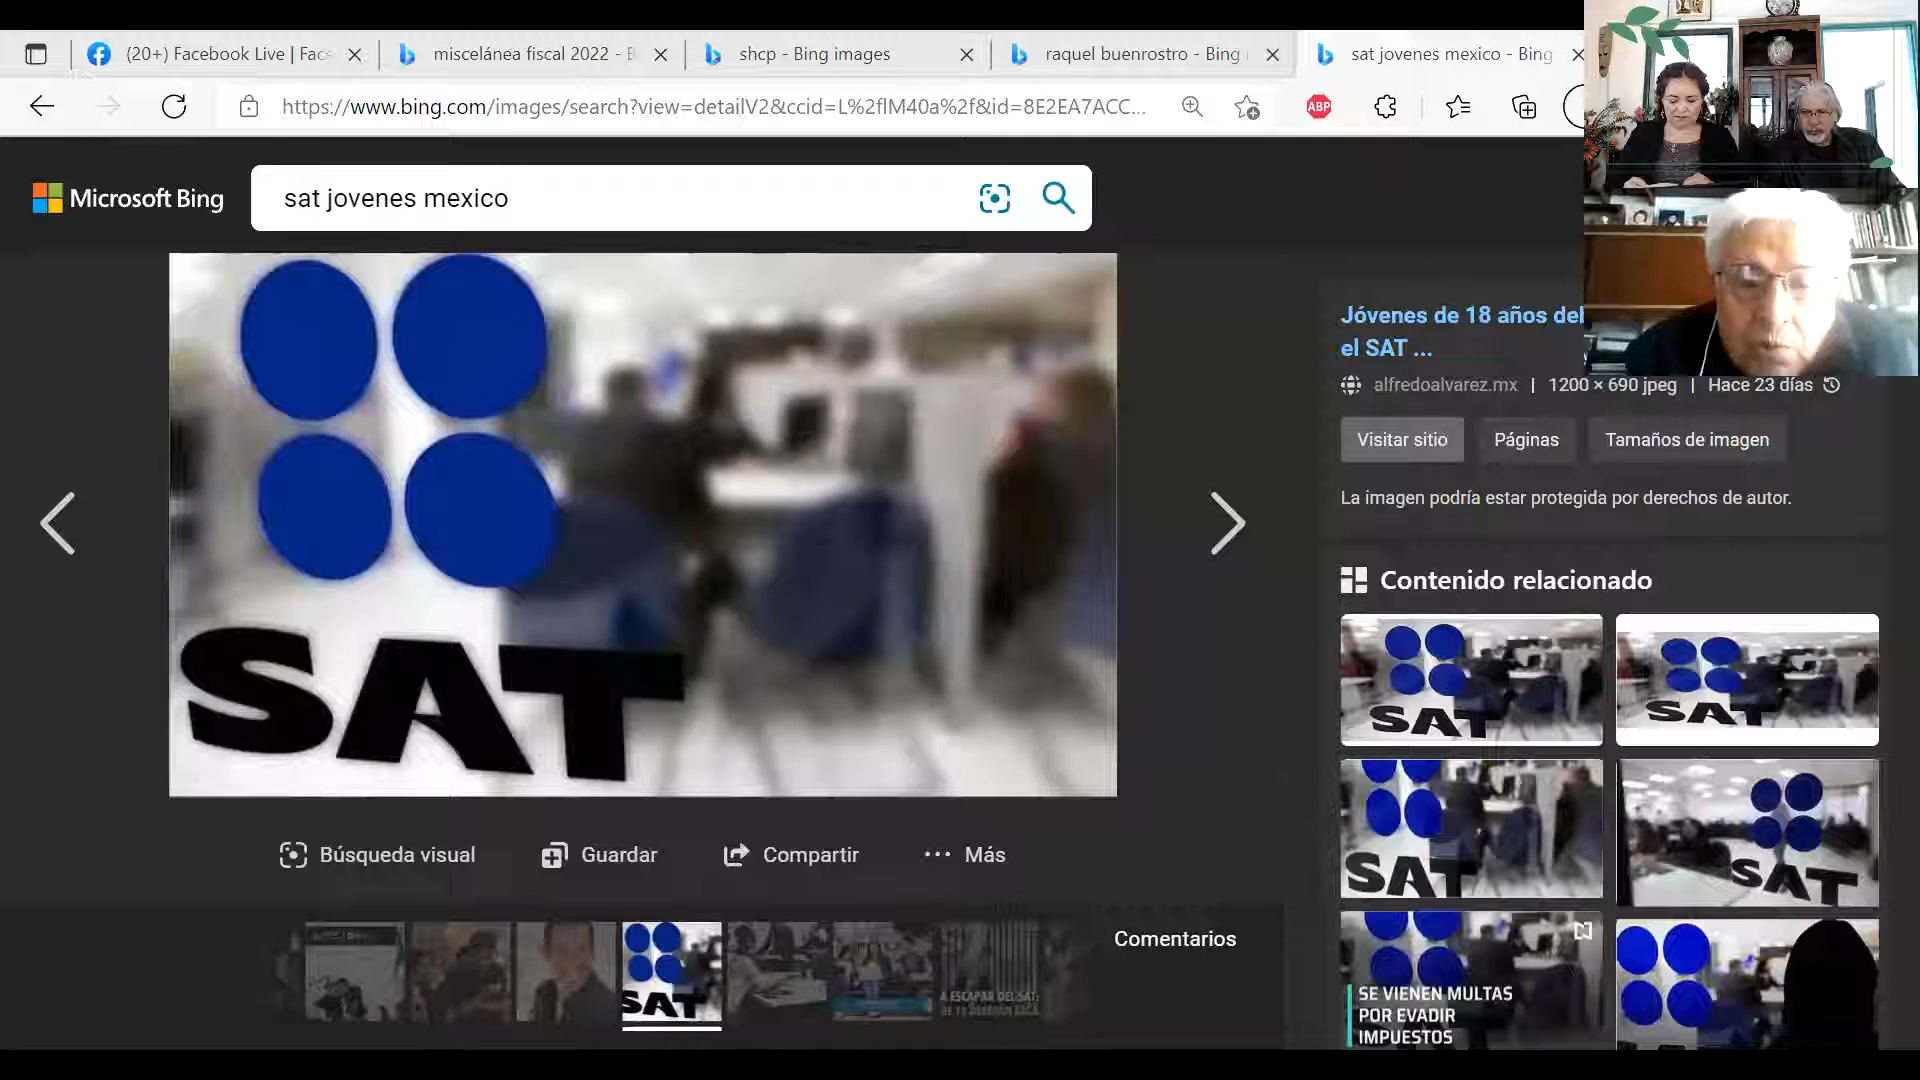 (20+) Facebook Live | Face
miscelánea fiscal 2022 - B
shcp - Bing images
raquel buenrostro - Bing
sat jovenes mexico - Bing
https://www.bing.com/images/search?view=detailV2&ccid=L%2flM40a%2f&id=8E2EA7ACC...
ABP
Microsoft Bing
sat jovenes mexico
SAT
Jóvenes de 18 años
el SAT ...
alfredoalvarez.mx | 1200 × 690 jpeg | Hace 23 días
Visitar sitio
Páginas
Tamaños de imagen
La imagen podría estar protegida por derechos de autor.
Contenido relacionado
SAT
SAT
SAT
SAT
SE VIENEN MULTAS
POR EVADIR
IMPUESTOS
Búsqueda visual
Guardar
Compartir
Más
SAT
A ESCAPAR DEL SAT:
Comentarios